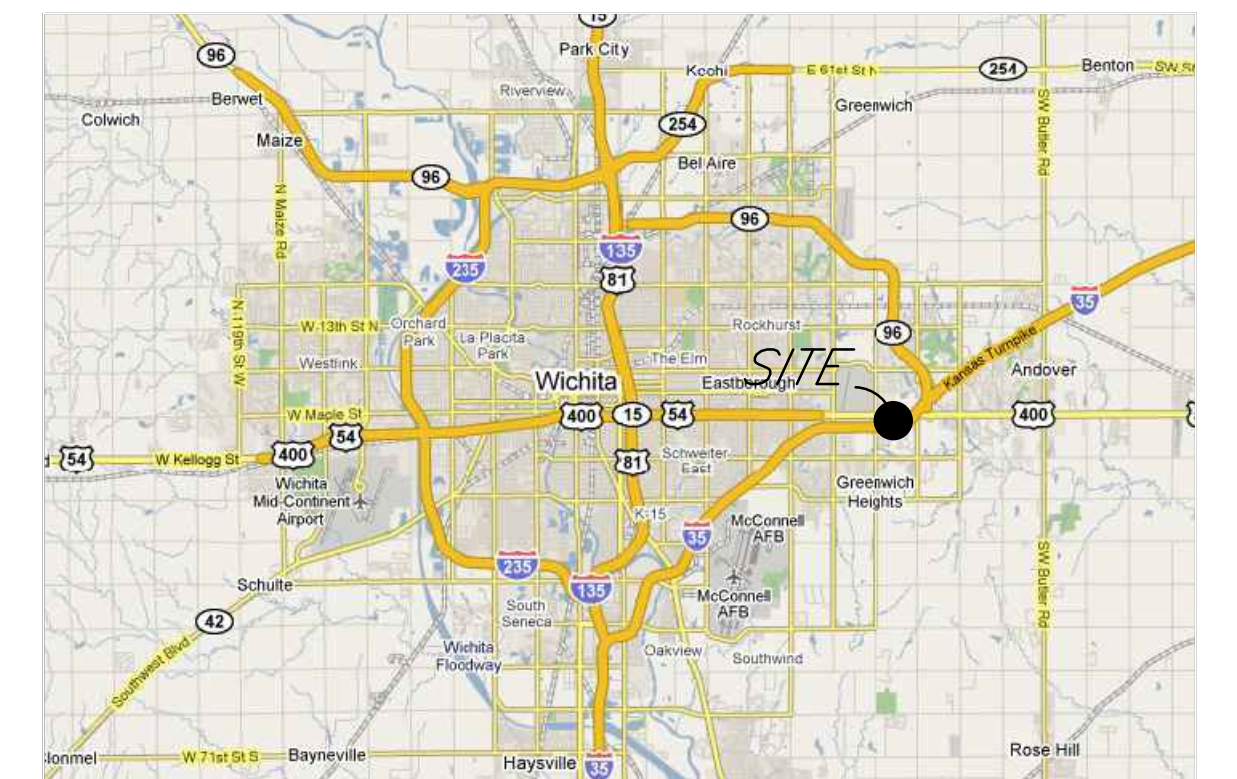 15
Park City
96
Kechi
E 61st St N
254
Benton
Riverview
Berwet
Colwich
Greenwich
SW Butler Rd
254
Maize
Bel Aire
96
N Maize Rd
96
135
235
81
35
N 119th St W
W 13th St N
Orchard
Park
La Placita
Park
Rockhurst
96
Westlink
The Elm
SITE
Kansas Turnpike
Andover
Wichita
Eastborough
W Maple St
400
15
54
400
54
54
400
W Kellogg St
81
Schweiter
East
Wichita
Mid-Continent
Airport
Greenwich
Heights
K-15
McConnell
AFB
35
235
SW Butler Rd
Schulte
135
McConnell
AFB
42
South
Seneca
Southwest Blvd
Wichita
Floodway
Oakview
Southwind
W 71st St S
Bayneville
Haysville
35
Rose Hill